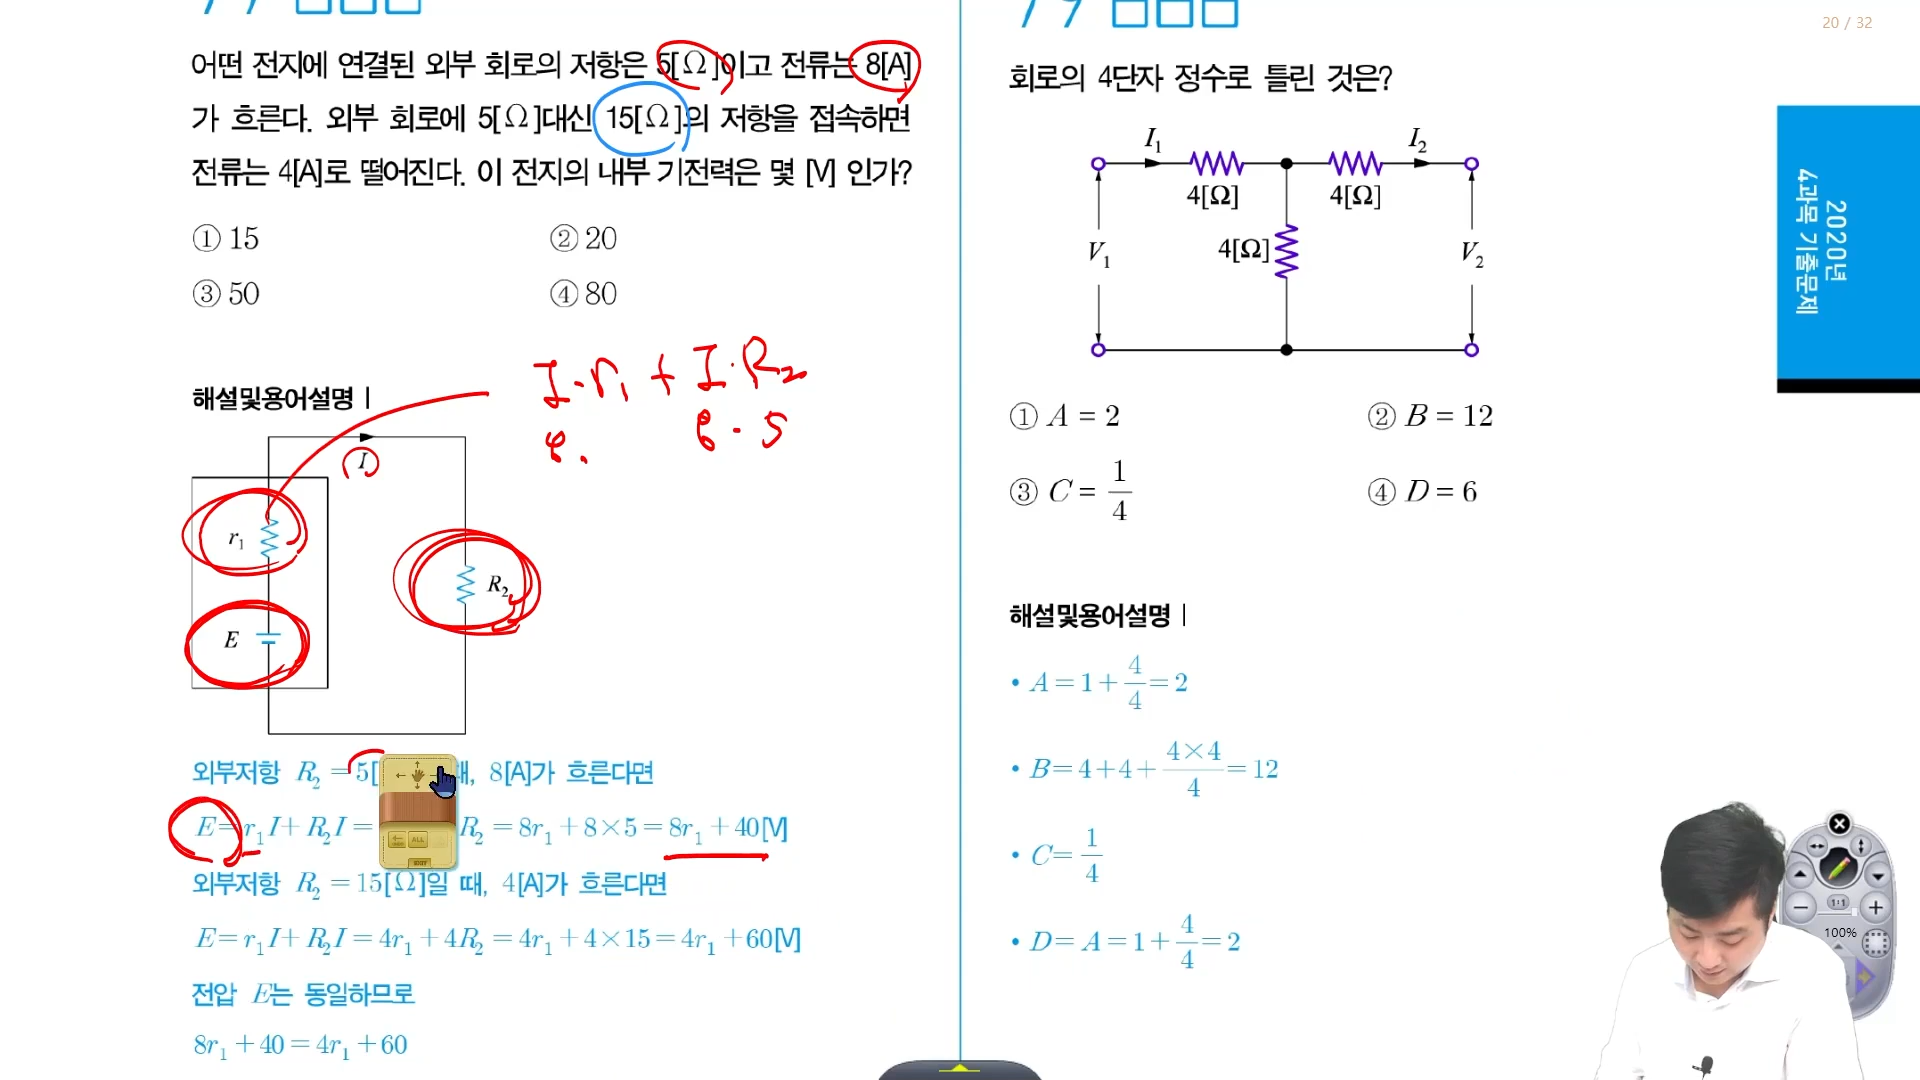 어떤 전지에 연결된 외부 회로의 저항은 5[Ω]이고 전류는 8[A]
가 흐른다. 외부 회로에 5[Ω]대신 15[Ω]의 저항을 접속하면
전류는 4[A]로 떨어진다. 이 전지의 내부 기전력은 몇 [V] 인가?
① 15 ② 20
③ 50 ④ 80
I·r₁ + I·R₂
8· 8·5
해설및용어설명 |
I
r₁
E
R₂
외부저항 R₂ = 5[ 때, 8[A]가 흐른다면
E = r₁I + R₂I = R₂ = 8r₁ + 8×5 = 8r₁ + 40[V]
외부저항 R₂ = 15[Ω]일 때, 4[A]가 흐른다면
E = r₁I + R₂I = 4r₁ + 4R₂ = 4r₁ + 4×15 = 4r₁ + 60[V]
전압 E는 동일하므로
8r₁ + 40 = 4r₁ + 60
ALL
EXIT
79
회로의 4단자 정수로 틀린 것은?
I₁ I₂
4[Ω] 4[Ω]
V₁ 4[Ω] V₂
① A = 2 ② B = 12
③ C = 1/4 ④ D = 6
해설및용어설명 |
• A = 1 + 4/4 = 2
• B = 4 + 4 + 4×4/4 = 12
• C = 1/4
• D = A = 1 + 4/4 = 2
20 / 32
2020년
4과목 기출문제
1:1
100%